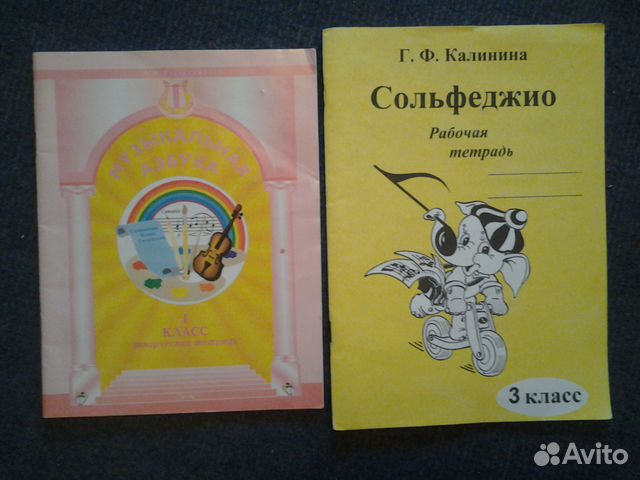 МУЗЫКАЛЬНАЯ
АЗБУКА
1
КЛАСС
творческая тетрадь
Г. Ф. Калинина
Сольфеджио
Рабочая
тетрадь
3 класс
Avito